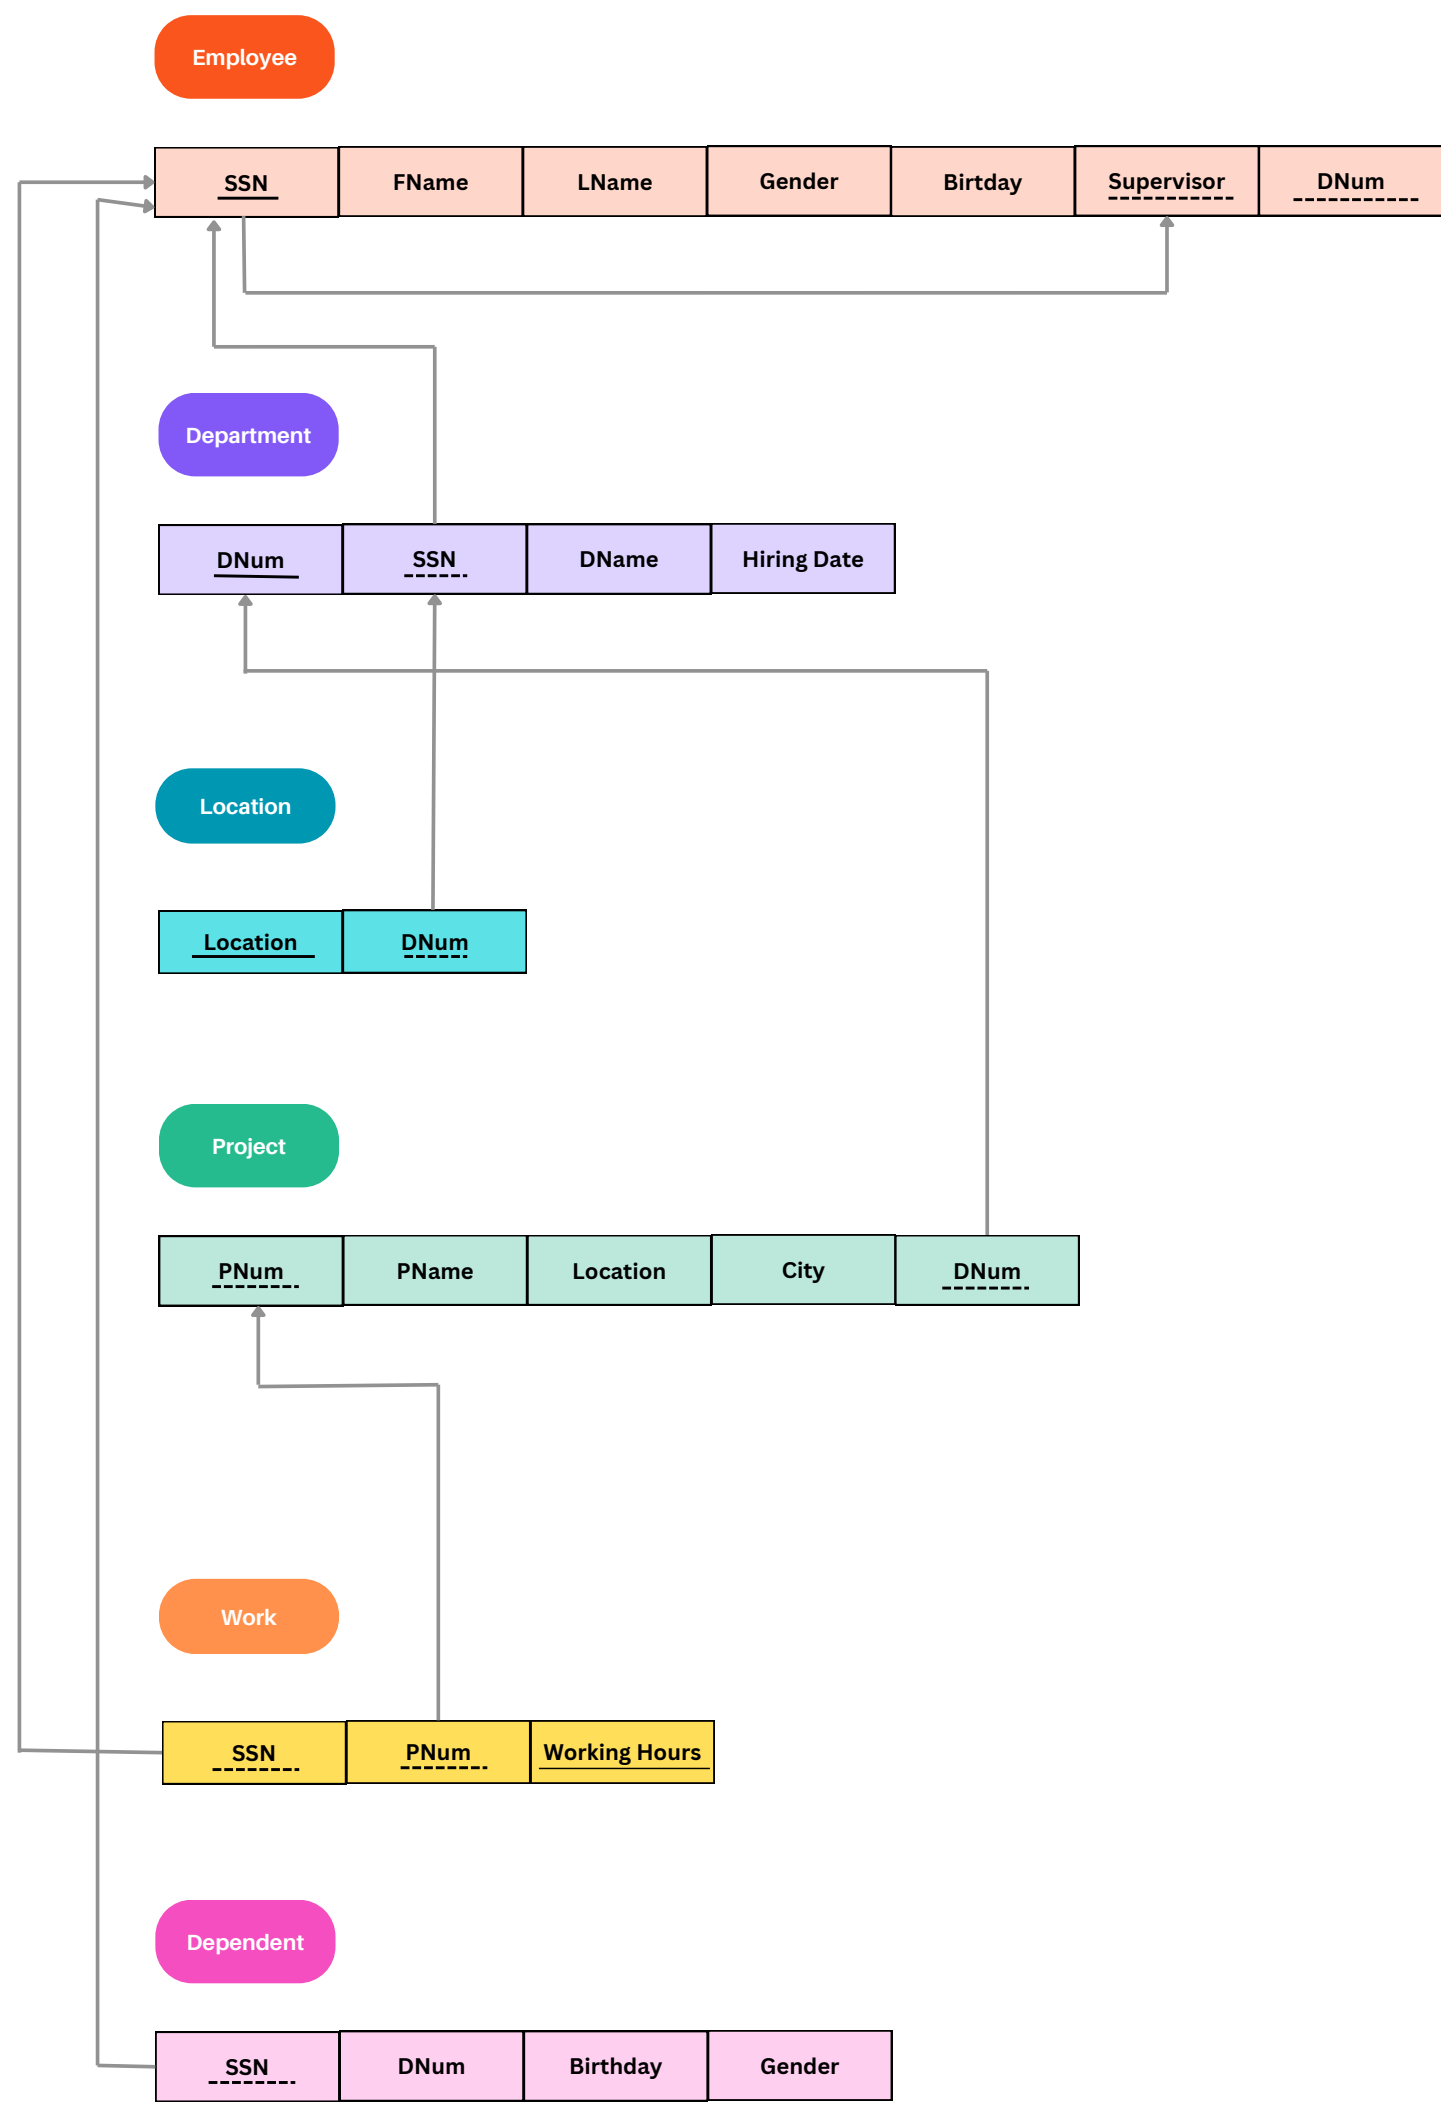 Employee
SSN FName LName Gender Birtday Supervisor DNum
Department
DNum SSN DName Hiring Date
Location
Location DNum
Project
PNum PName Location City DNum
Work
SSN PNum Working Hours
Dependent
SSN DNum Birthday Gender